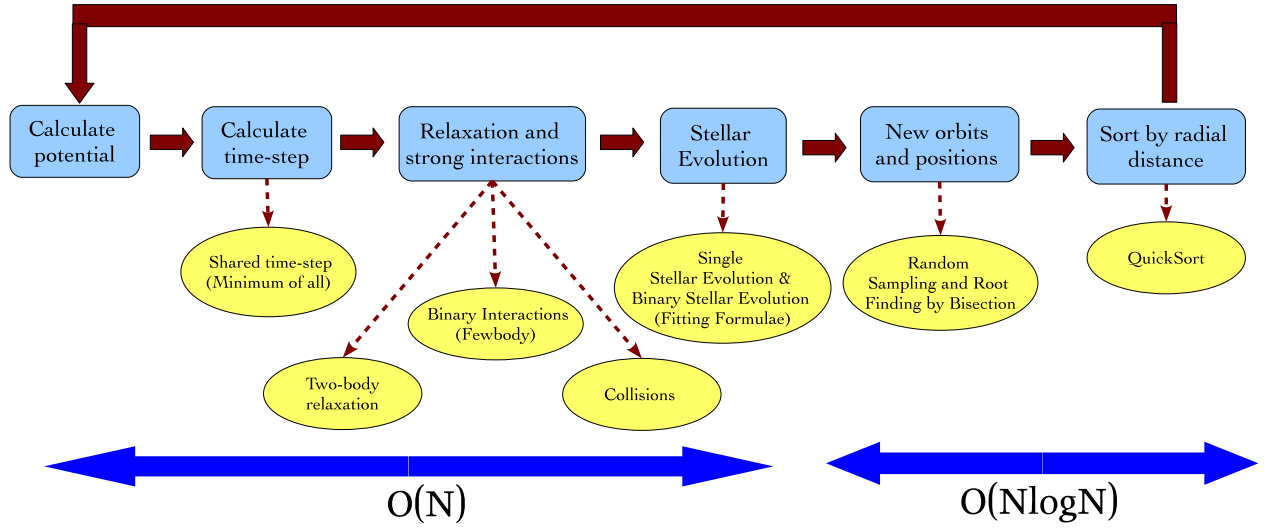 Calculate
potential
Calculate
time-step
Relaxation and
strong interactions
Stellar
Evolution
New orbits
and positions
Sort by radial
distance
Shared time-step
(Minimum of all)
Two-body
relaxation
Binary Interactions
(Fewbody)
Collisions
Single
Stellar Evolution &
Binary Stellar Evolution
(Fitting Formulae)
Random
Sampling and Root
Finding by Bisection
QuickSort
O(N)
O(NlogN)